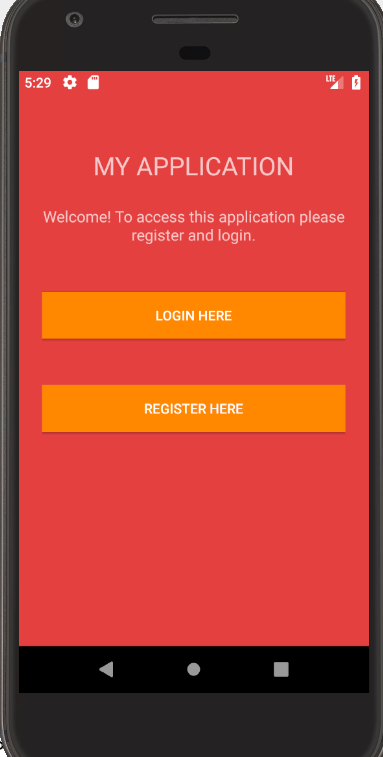 5:29 LTE
MY APPLICATION
Welcome! To access this application please
register and login.
LOGIN HERE
REGISTER HERE